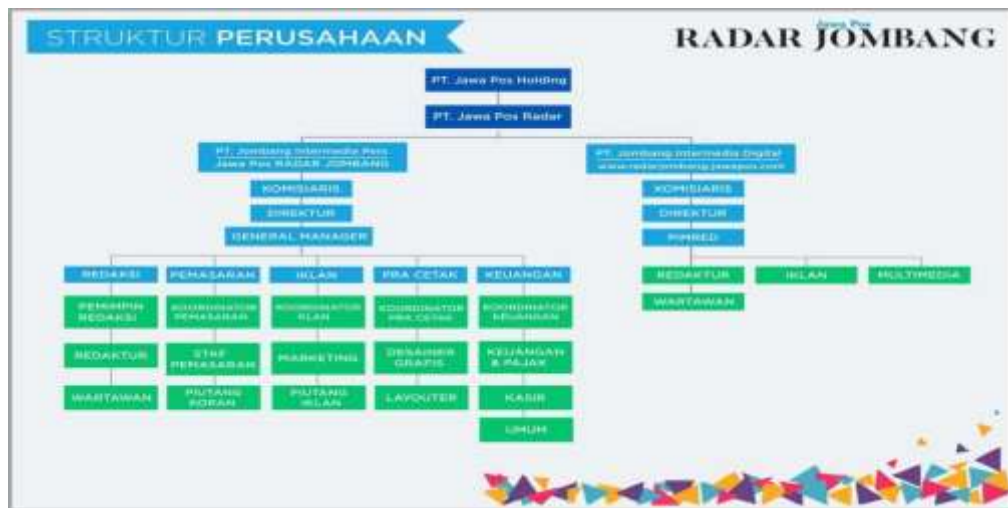 STRUKTUR PERUSAHAAN
Jawa Pos
RADAR JOMBANG
PT. Jawa Pos Holding
PT. Jawa Pos Radar
PT. Jombang Intermedia Pers
Jawa Pos RADAR JOMBANG
PT. Jombang Intermedia Digital
www.radarjombang.jawapos.com
KOMISIARIS
DIREKTUR
GENERAL MANAGER
KOMISIARIS
DIREKTUR
PIMRED
REDAKSI
PEMASARAN
IKLAN
PRA CETAK
KEUANGAN
REDAKTUR
IKLAN
MULTIMEDIA
PEMIMPIN
REDAKSI
KOORDINATOR
PEMASARAN
KOORDINATOR
IKLAN
KOORDINATOR
PRA CETAK
KOORDINATOR
KEUANGAN
WARTAWAN
REDAKTUR
STAF
PEMASARAN
MARKETING
DESAINER
GRAFIS
KEUANGAN
& PAJAK
WARTAWAN
PIUTANG
KORAN
PIUTANG
IKLAN
LAYOUTER
KASIR
UMUM